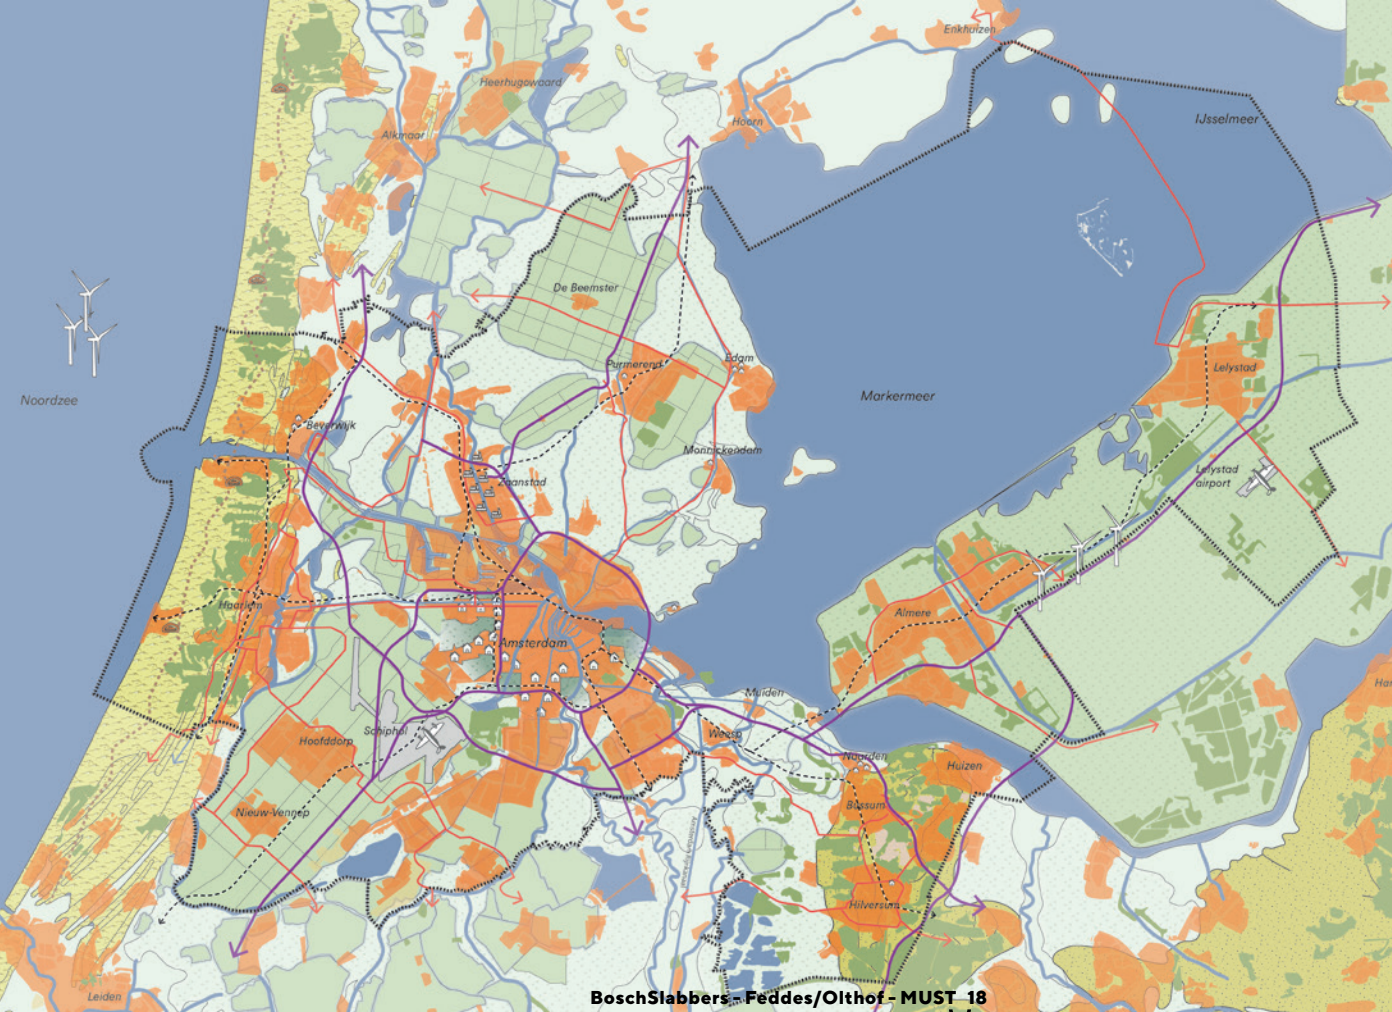 Enkhuizen
Heerhugowaard
IJsselmeer
Hoorn
Alkmaar
De Beemster
Edam
Purmerend
Lelystad
Markermeer
Noordzee
Beverwijk
Monnickendam
Lelystad
airport
Zaanstad
Haarlem
Almere
Amsterdam
Muiden
Schiphol
Weesp
Hoofddorp
Naarden
Huizen
Bussum
Nieuw-Vennep
Hilversum
Leiden
BoschSlabbers - Feddes/Olthof - MUST 18